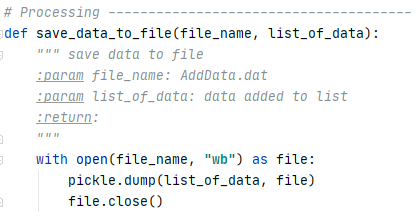 # Processing --------------------------------------
def save_data_to_file(file_name, list_of_data):
    """ save data to file
    :param file_name: AddData.dat
    :param list_of_data: data added to list
    :return:
    """
    with open(file_name, "wb") as file:
        pickle.dump(list_of_data, file)
        file.close()